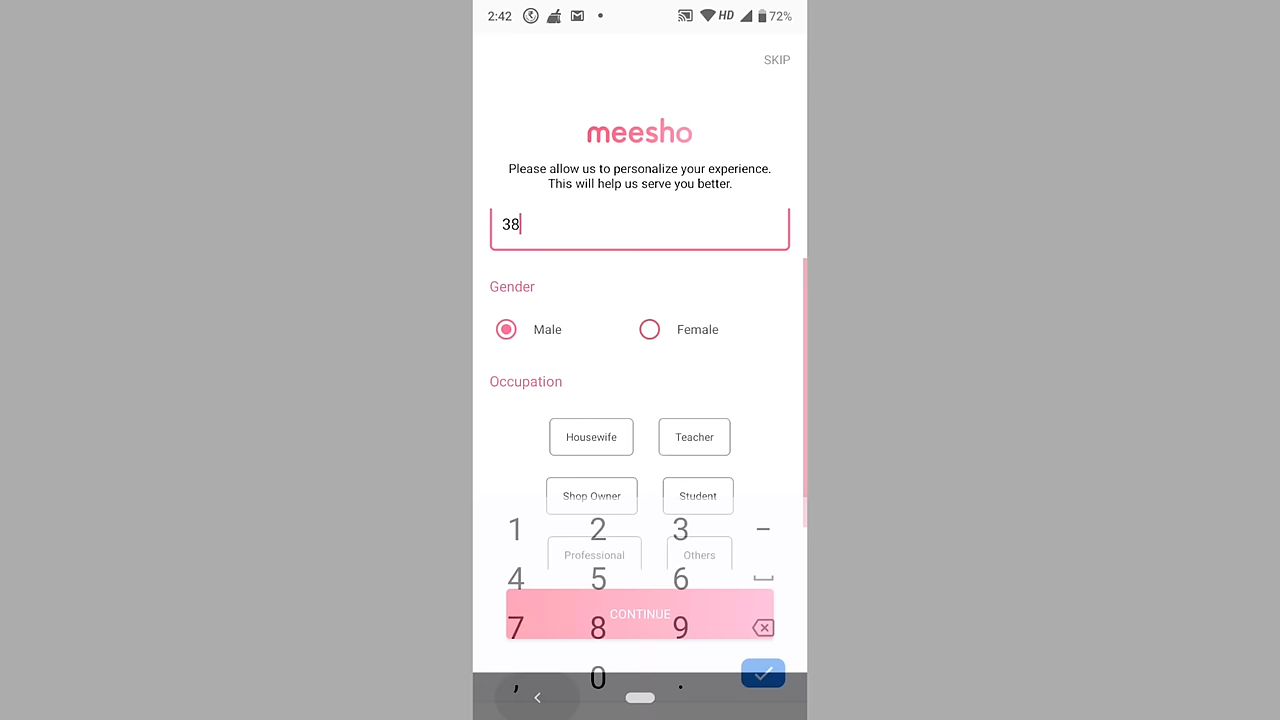 2:42 HD 72%
SKIP
meesho
Please allow us to personalize your experience.
This will help us serve you better.
38
Gender
Male Female
Occupation
Housewife Teacher
Shop Owner Student
1 2 3 –
Professional Others
4 5 6
CONTINUE
7 8 9
, 0 .